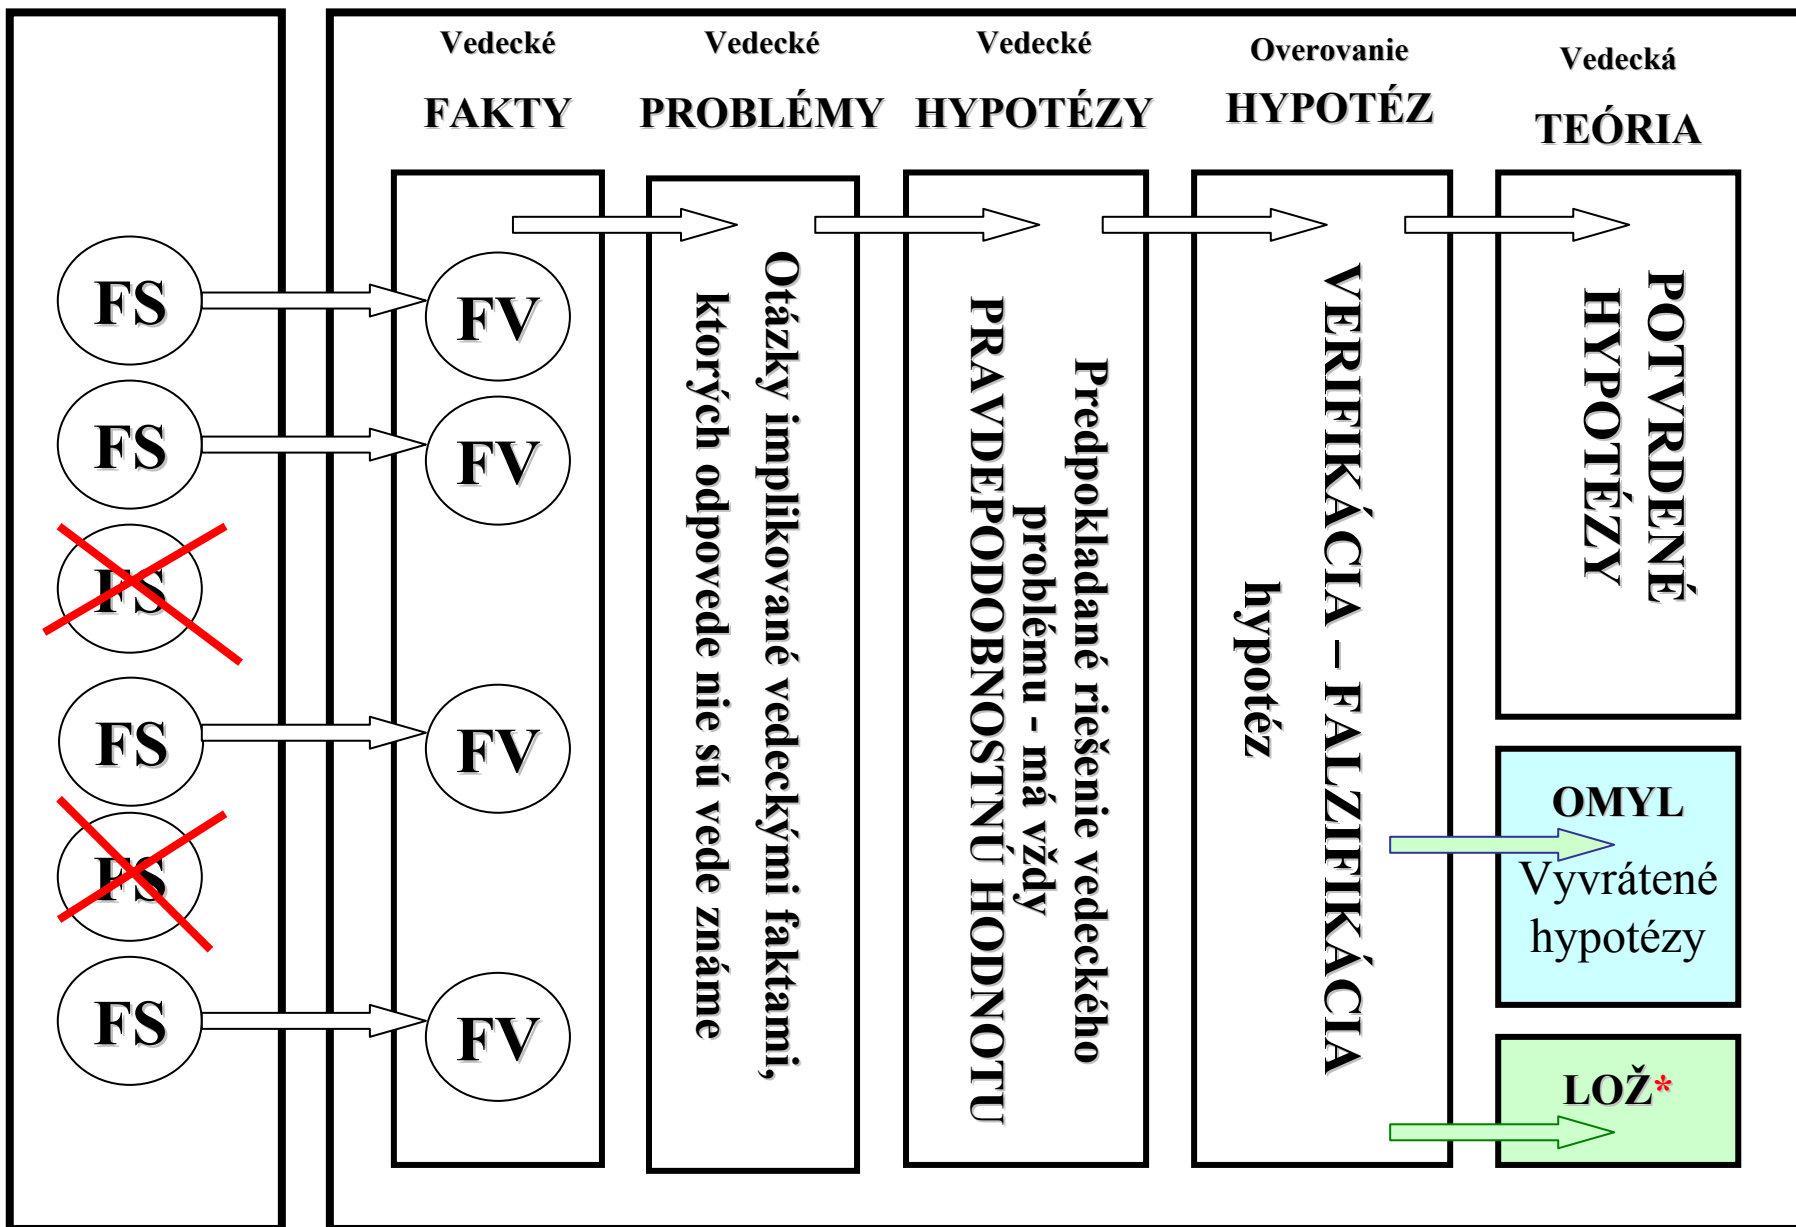 Vedecké
FAKTY
Vedecké
PROBLÉMY
Vedecké
HYPOTÉZY
Overovanie
HYPOTÉZ
Vedecká
TEÓRIA
FS
FS
FS
FS
FS
FS
FV
FV
FV
FV
Otázky implikované vedeckými faktami,
ktorých odpovede nie sú vede známe
Predpokladané riešenie vedeckého
problému - má vždy
PRAVDEPODOBNOSTNÚ HODNOTU
VERIFIKÁCIA – FALZIFIKÁCIA
hypotéz
POTVRDENÉ
HYPOTÉZY
OMYL
Vyvrátené
hypotézy
LOŽ*